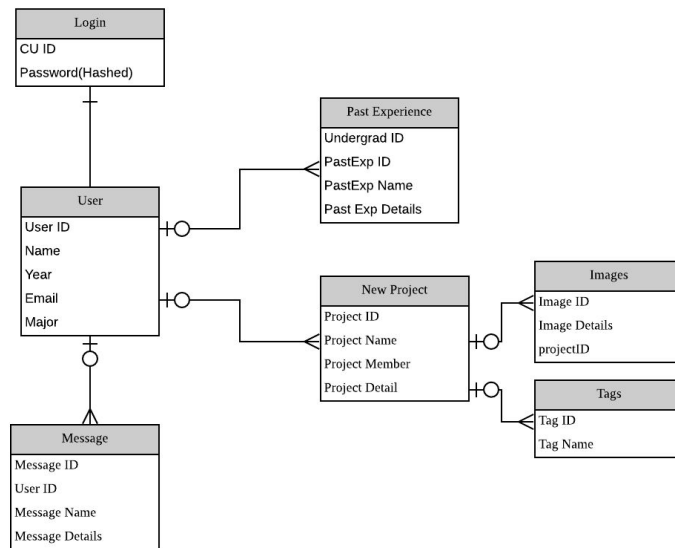 Login
CU ID
Password(Hashed)
Past Experience
Undergrad ID
PastExp ID
PastExp Name
Past Exp Details
User
User ID
Name
Year
Email
Major
New Project
Project ID
Project Name
Project Member
Project Detail
Images
Image ID
Image Details
projectID
Tags
Tag ID
Tag Name
Message
Message ID
User ID
Message Name
Message Details